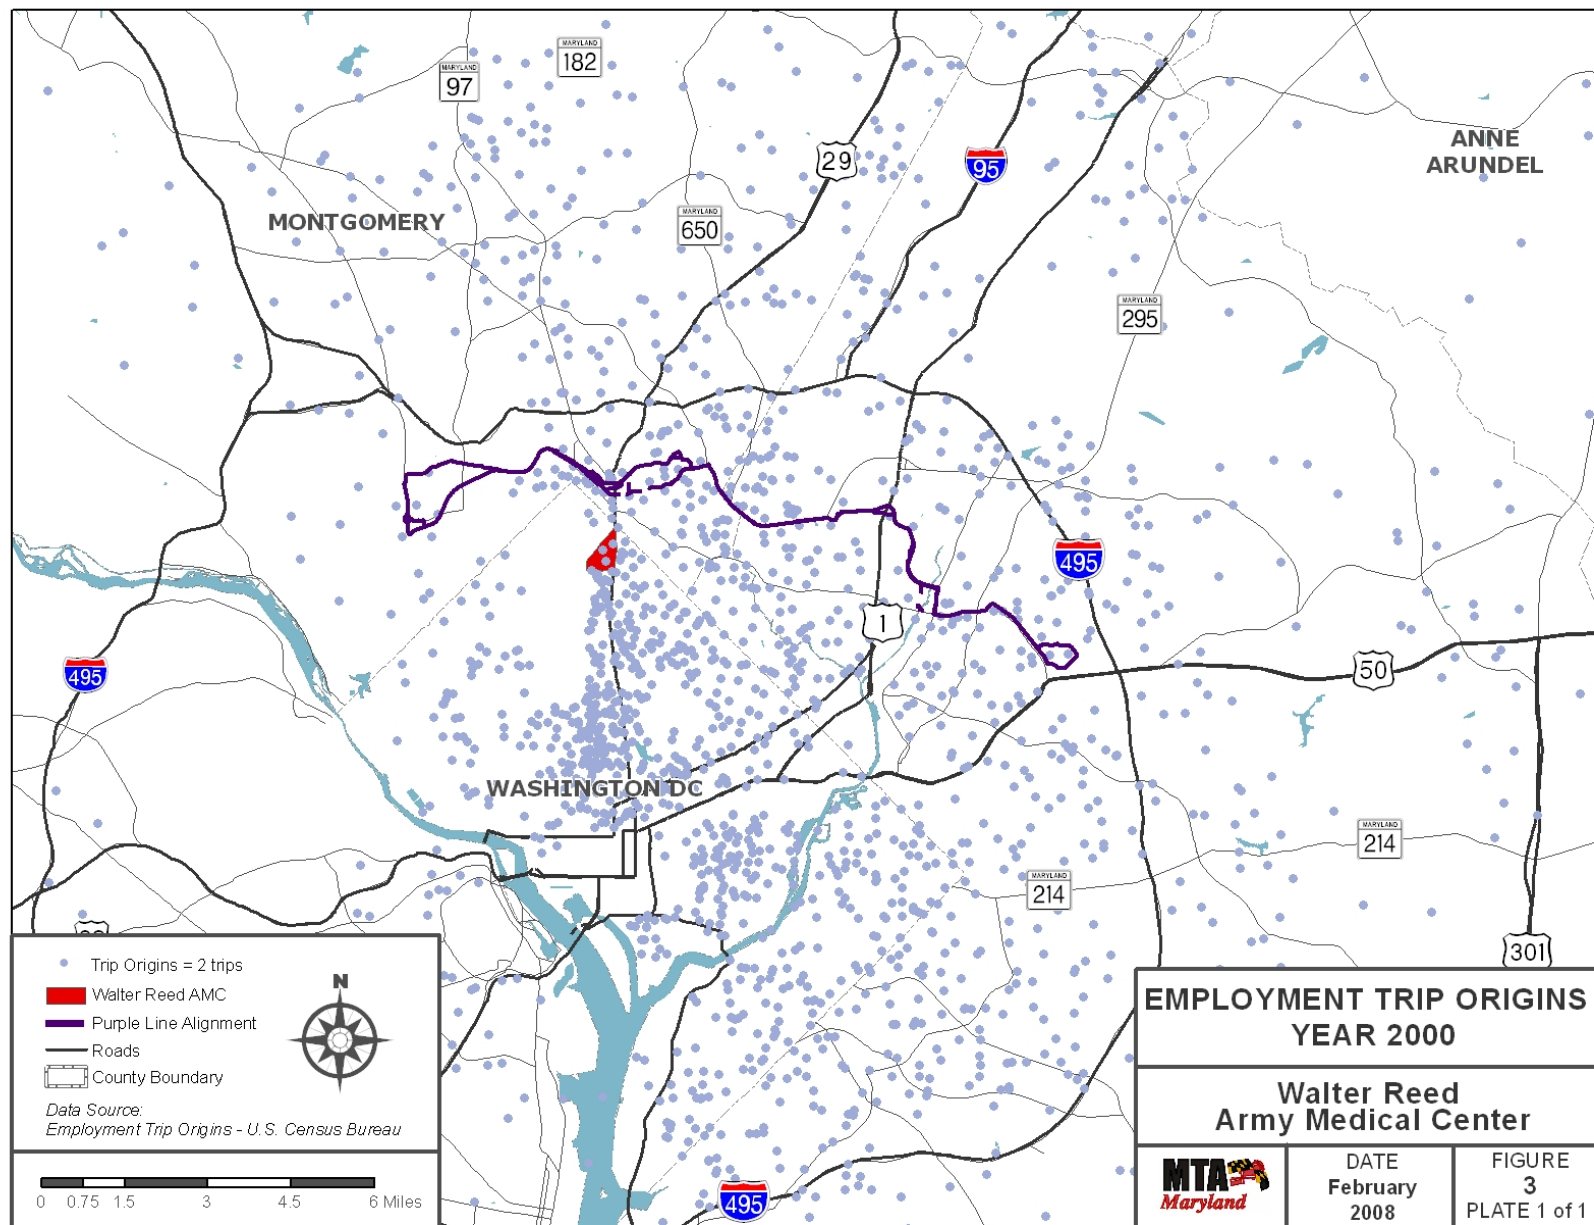 MARYLAND
182
MARYLAND
97
29
95
ANNE
ARUNDEL
MONTGOMERY
MARYLAND
650
MARYLAND
295
495
1
495
50
WASHINGTON DC
MARYLAND
214
MARYLAND
214
301
495
Trip Origins = 2 trips
Walter Reed AMC
Purple Line Alignment
Roads
County Boundary
N
Data Source:
Employment Trip Origins - U.S. Census Bureau
0 0.75 1.5 3 4.5 6 Miles
EMPLOYMENT TRIP ORIGINS
YEAR 2000
Walter Reed
Army Medical Center
MTA
Maryland
DATE
February
2008
FIGURE
3
PLATE 1 of 1